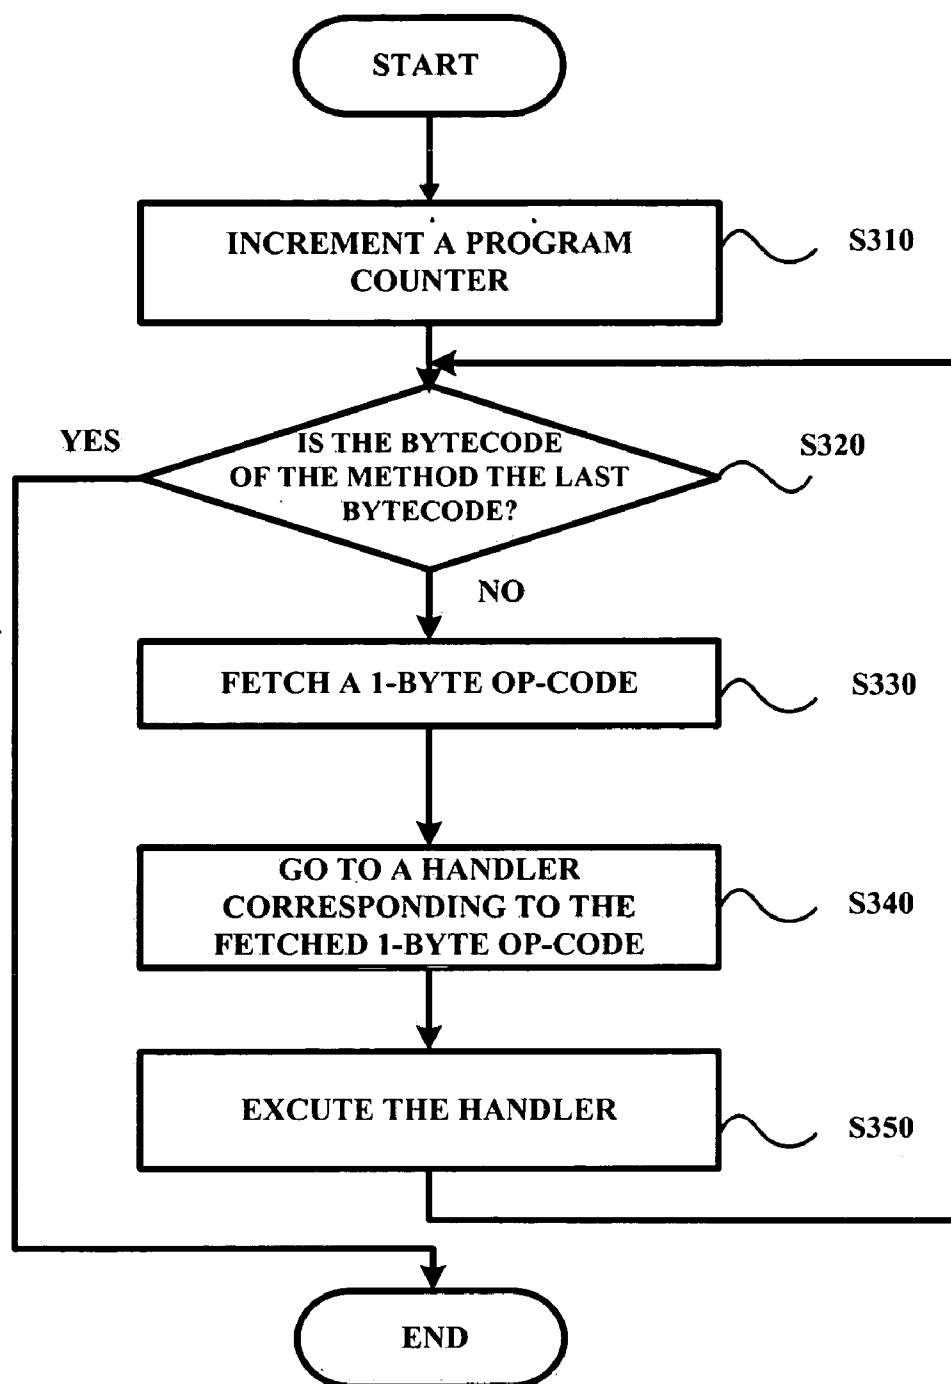 START
INCREMENT A PROGRAM
COUNTER
S310
YES
IS THE BYTECODE
OF THE METHOD THE LAST
BYTECODE?
S320
NO
FETCH A 1-BYTE OP-CODE
S330
GO TO A HANDLER
CORRESPONDING TO THE
FETCHED 1-BYTE OP-CODE
S340
EXCUTE THE HANDLER
S350
END